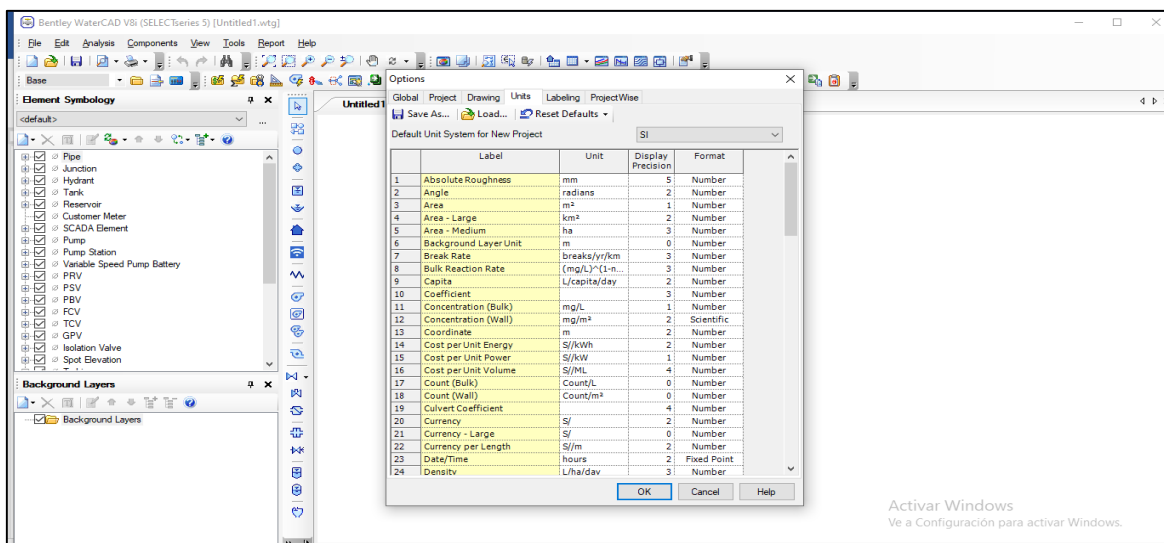 Bentley WaterCAD V8i (SELECTseries 5) [Untitled1.wtg]
File Edit Analysis Components View Tools Report Help
Base
Element Symbology
<default>
...
Pipe
Junction
Hydrant
Tank
Reservoir
Customer Meter
SCADA Element
Pump
Pump Station
Variable Speed Pump Battery
PRV
PSV
PBV
FCV
TCV
GPV
Isolation Valve
Spot Elevation
Background Layers
Background Layers
Untitled1
Options
Global Project Drawing Units Labeling ProjectWise
Save As... Load... Reset Defaults
Default Unit System for New Project SI
Label Unit Display Precision Format
1 Absolute Roughness mm 5 Number
2 Angle radians 2 Number
3 Area m² 1 Number
4 Area - Large km² 2 Number
5 Area - Medium ha 3 Number
6 Background Layer Unit m 0 Number
7 Break Rate breaks/yr/km 3 Number
8 Bulk Reaction Rate (mg/L)^(1-n... 3 Number
9 Capita L/capita/day 2 Number
10 Coefficient 3 Number
11 Concentration (Bulk) mg/L 1 Number
12 Concentration (Wall) mg/m² 2 Scientific
13 Coordinate m 2 Number
14 Cost per Unit Energy S//kWh 2 Number
15 Cost per Unit Power S//kW 1 Number
16 Cost per Unit Volume S//ML 4 Number
17 Count (Bulk) Count/L 0 Number
18 Count (Wall) Count/m² 0 Number
19 Culvert Coefficient 4 Number
20 Currency S/ 2 Number
21 Currency - Large S/ 0 Number
22 Currency per Length S//m 2 Number
23 Date/Time hours 2 Fixed Point
24 Density L/ha/day 3 Number
OK Cancel Help
Activar Windows
Ve a Configuración para activar Windows.